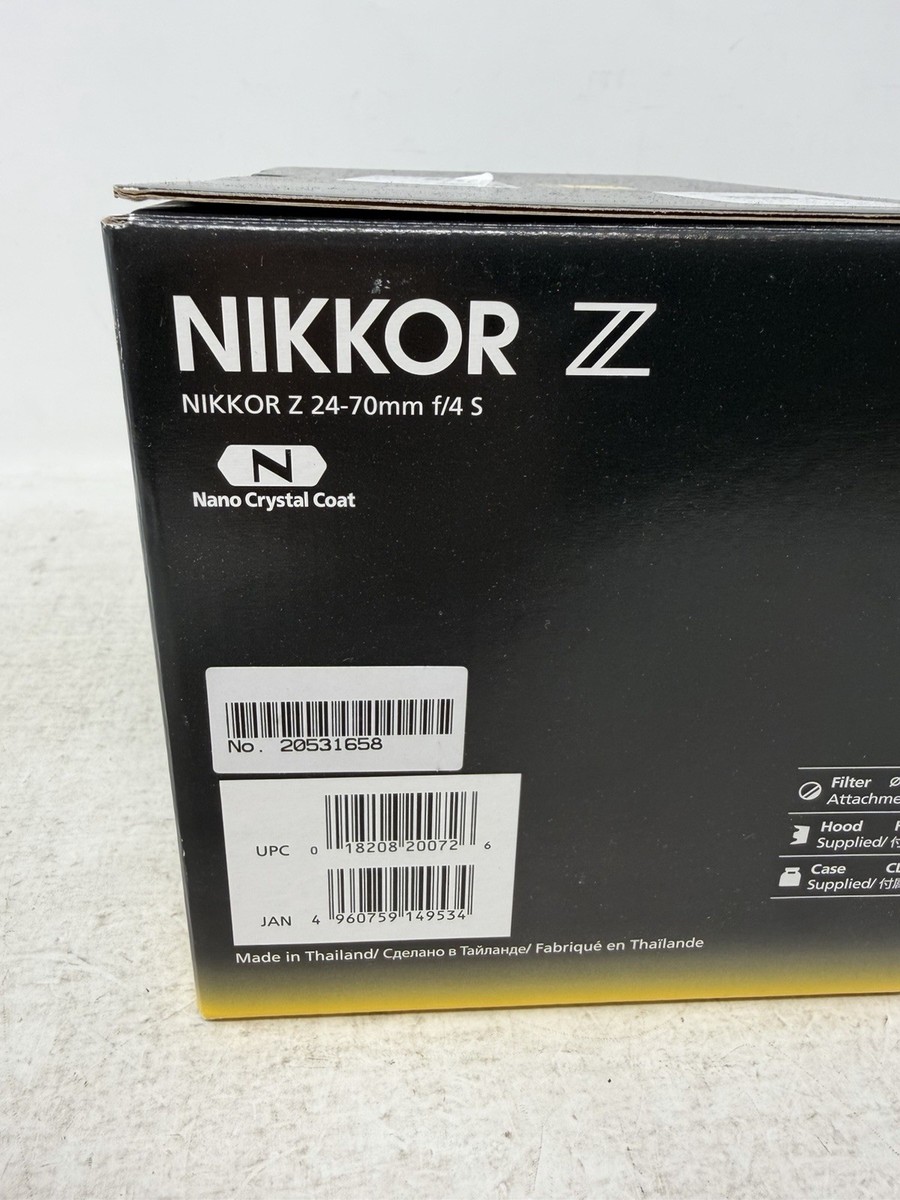 NIKKOR Z
NIKKOR Z 24-70mm f/4 S
N
Nano Crystal Coat
No. 20531658
UPC 0 18208 20072 6
JAN 4 960759 149534
Filter
Hood
Supplied/
Case
Supplied/
Made in Thailand/ Сделано в Тайланде/ Fabriqué en Thaïlande